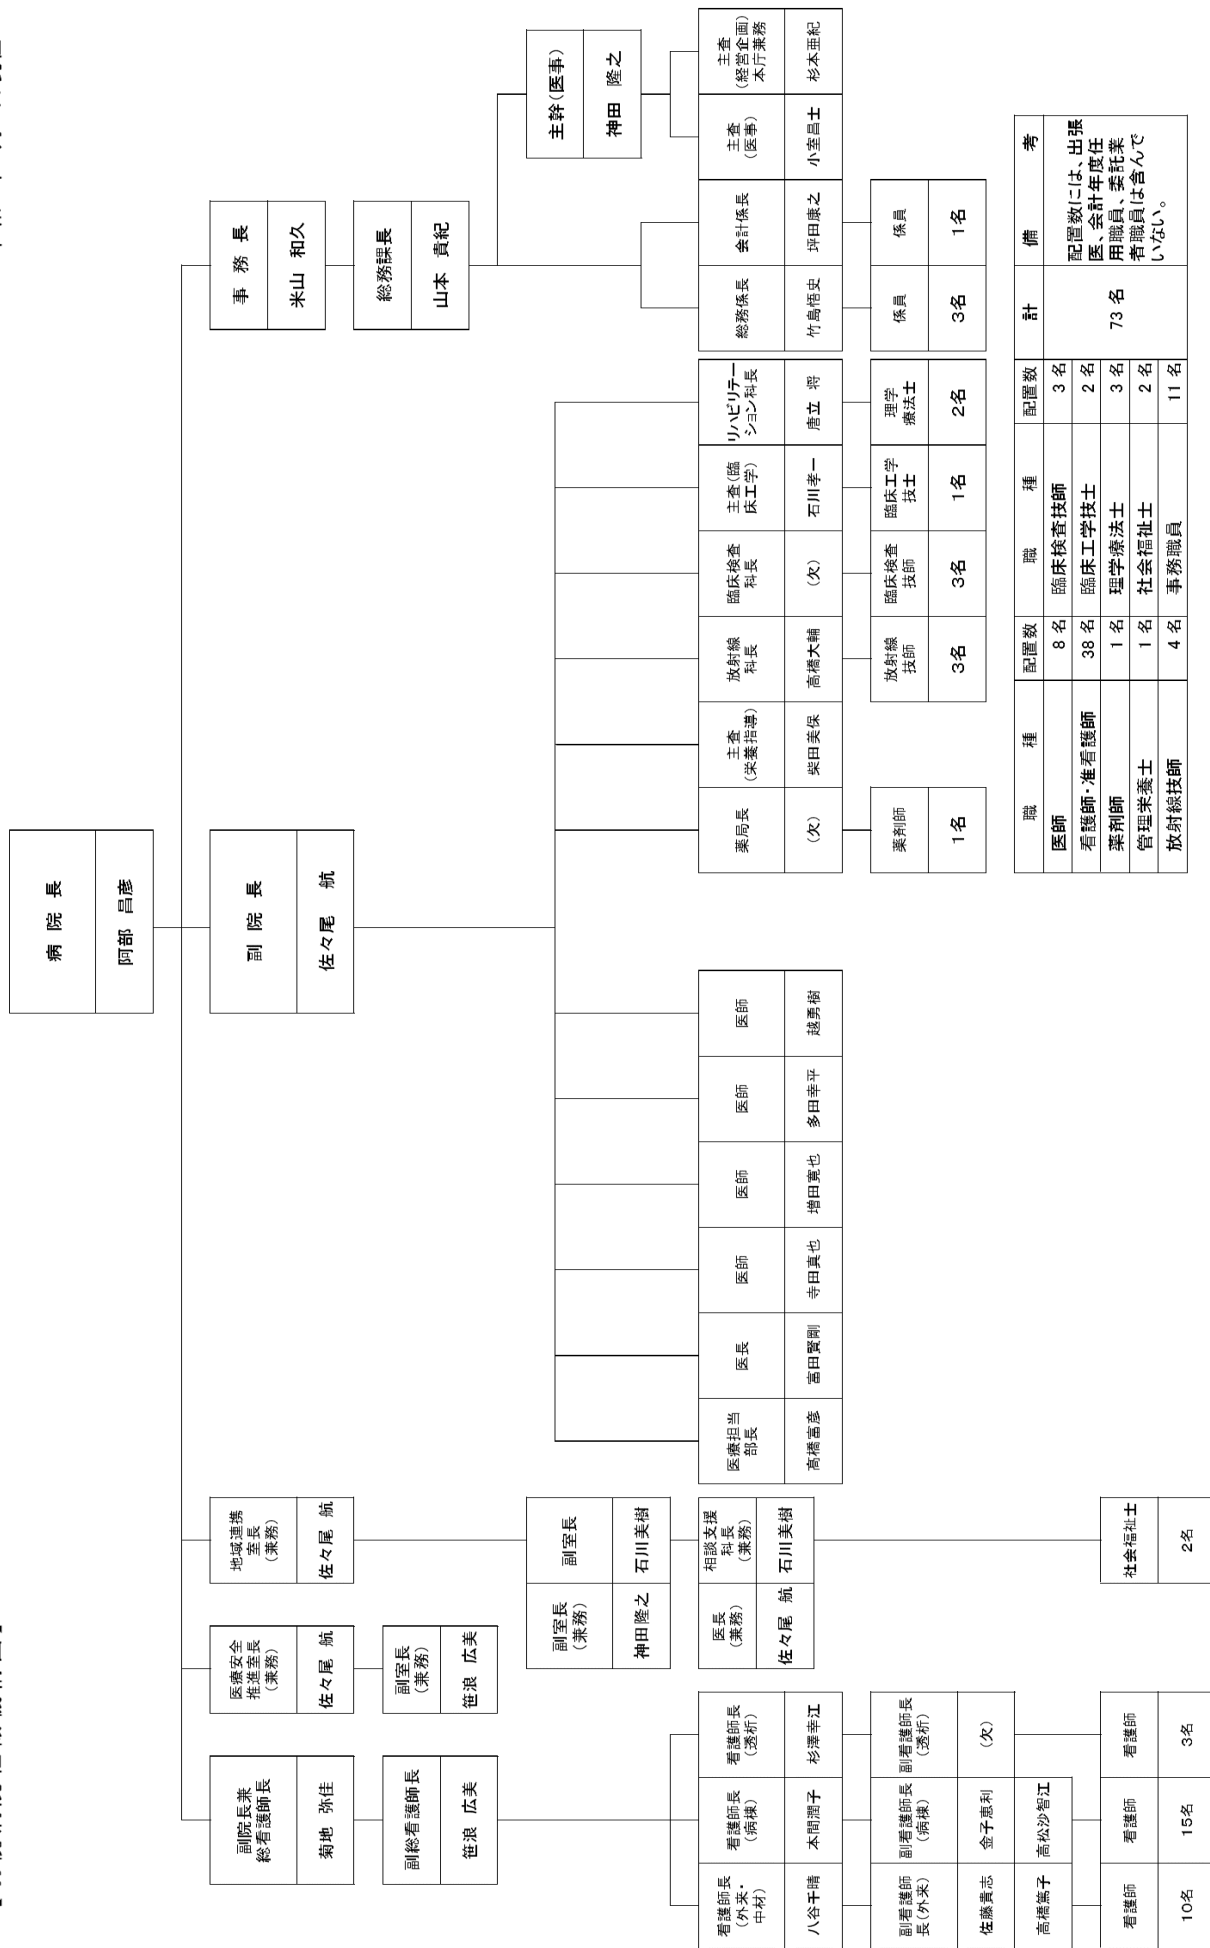 病 院 長
阿部 昌彦
副院長兼
総看護師長
菊地 弥佳
医療安全
推進室長
(兼務)
佐々尾 航
地域連携
室長
(兼務)
佐々尾 航
副 院 長
佐々尾 航
事 務 長
米山 和久
副総看護師長
笹浪 広美
副室長
(兼務)
笹浪 広美
総務課長
山本 貴紀
副室長
(兼務)
神田隆之
副室長
石川美樹
主幹(医事)
神田 隆之
看護師長
(外来・
中材)
八谷千晴
看護師長
(病棟)
本間潤子
看護師長
(透析)
杉澤幸江
医長
(兼務)
佐々尾 航
相談支援
科長
(兼務)
石川美樹
医療担当
部長
高橋富彦
医長
富田賢剛
医師
寺田真也
医師
増田寛也
医師
多田幸平
医師
越勇樹
薬局長
(欠)
主査
(栄養指導)
柴田美保
放射線
科長
高橋大輔
臨床検査
科長
(欠)
主査(臨
床工学)
石川孝一
リハビリテー
ション科長
唐立 将
総務係長
竹島悟史
会計係長
坪田康之
主査
(医事)
小室昌士
主査
(経営企画)
本庁兼務
杉本亜紀
副看護師
長(外来)
佐藤貴志
高橋篤子
副看護師長
(病棟)
金子恵利
高松沙智江
副看護師長
(透析)
(欠)
薬剤師
1名
放射線
技師
3名
臨床検査
技師
3名
臨床工学
技士
1名
理学
療法士
2名
係員
3名
係員
1名
看護師
10名
看護師
15名
看護師
3名
社会福祉士
2名
職 種 配置数 職 種 配置数 計 備 考
医師 8 名 臨床検査技師 3 名 73 名 配置数には、出張
看護師・准看護師 38 名 臨床工学技士 2 名 医、会計年度任
薬剤師 1 名 理学療法士 3 名 用職員、委託業
管理栄養士 1 名 社会福祉士 2 名 者職員は含んで
放射線技師 4 名 事務職員 11 名 いない。